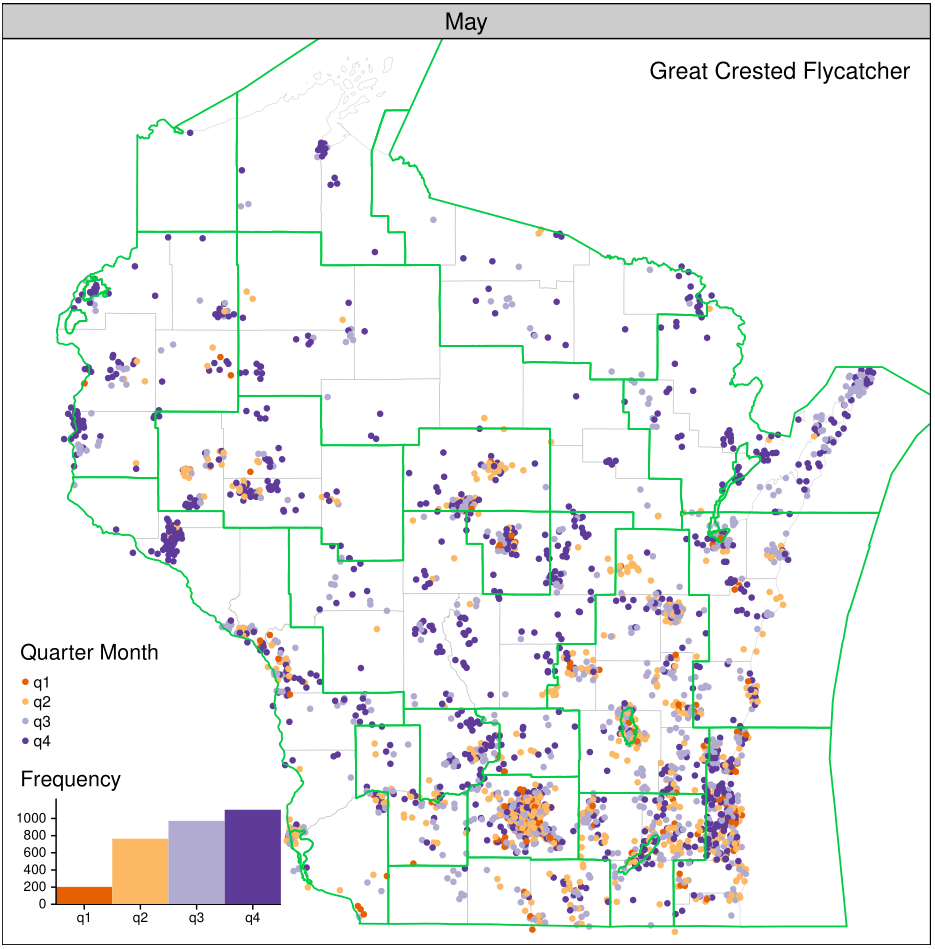 May
Great Crested Flycatcher
Quarter Month
q1
q2
q3
q4
Frequency
1000
800
600
400
200
0
q1 q2 q3 q4